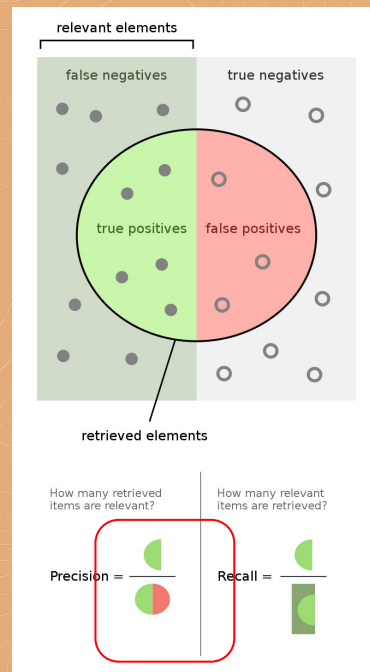 relevant elements
false negatives
true negatives
true positives
false positives
retrieved elements
How many retrieved
items are relevant?
How many relevant
items are retrieved?
Precision =
Recall =